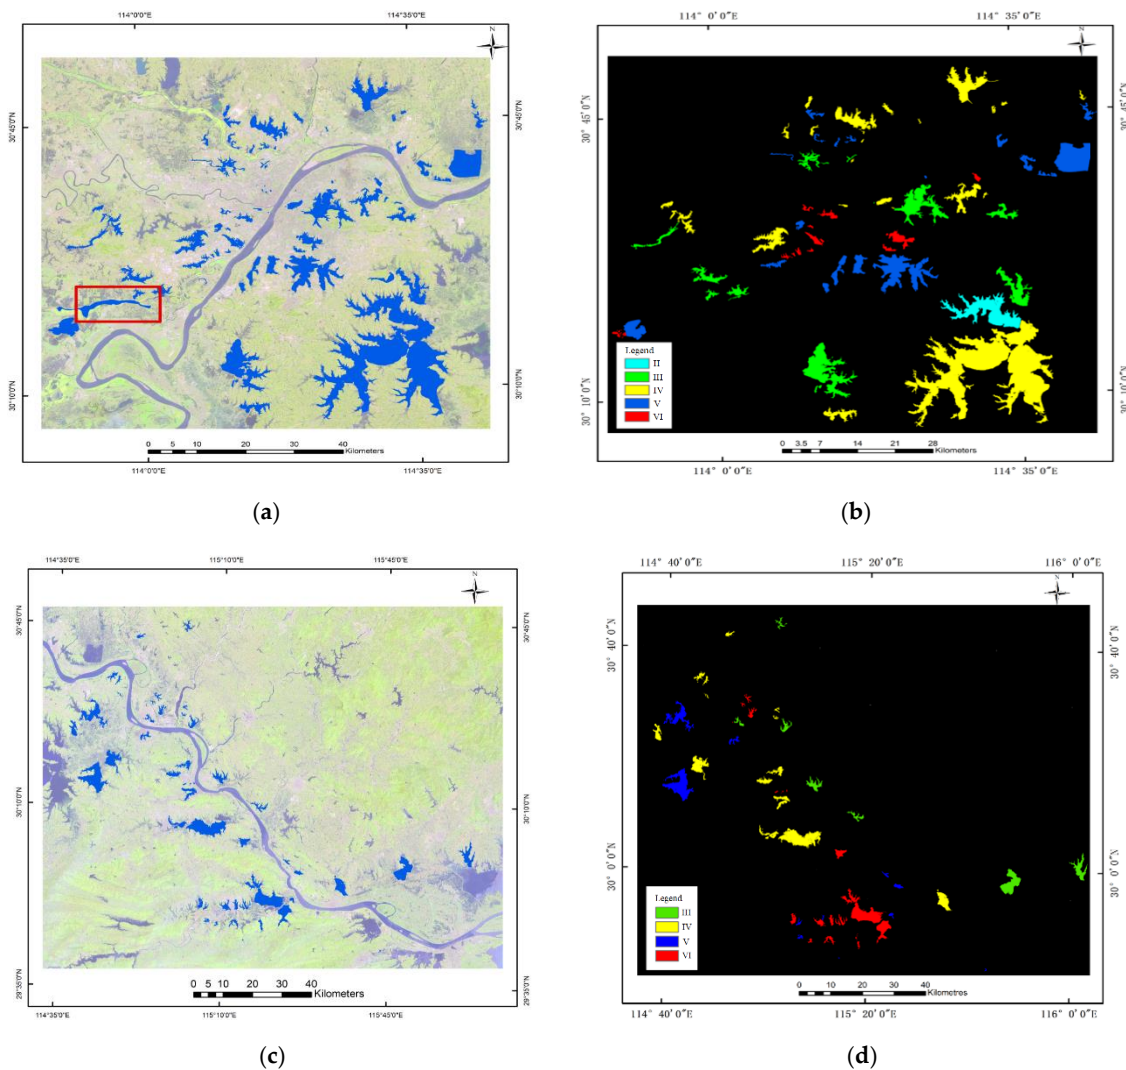 114°0'0"E 114°35'0"E
N
30°45'0"N 30°45'0"N
30°10'0"N 30°10'0"N
0 5 10 20 30 40
Kilometers
114°0'0"E 114°35'0"E
(a)
114° 0' 0"E 114° 35' 0"E
N
30° 45' 0"N 30° 45' 0"N
Legend
II
III
IV
V
VI
30° 10' 0"N 30° 10' 0"N
0 3.5 7 14 21 28
Kilometers
114° 0' 0"E 114° 35' 0"E
(b)
114°35'0"E 115°10'0"E 115°45'0"E
N
30°45'0"N 30°45'0"N
30°10'0"N 30°10'0"N
29°35'0"N 29°35'0"N
0 5 10 20 30 40
Kilometers
114°35'0"E 115°10'0"E 115°45'0"E
(c)
114° 40' 0"E 115° 20' 0"E 116° 0' 0"E
N
30° 40' 0"N 30° 40' 0"N
30° 0' 0"N 30° 0' 0"N
Legend
III
IV
V
VI
0 10 20 40 60 80
Kilometres
114° 40' 0"E 115° 20' 0"E 116° 0' 0"E
(d)